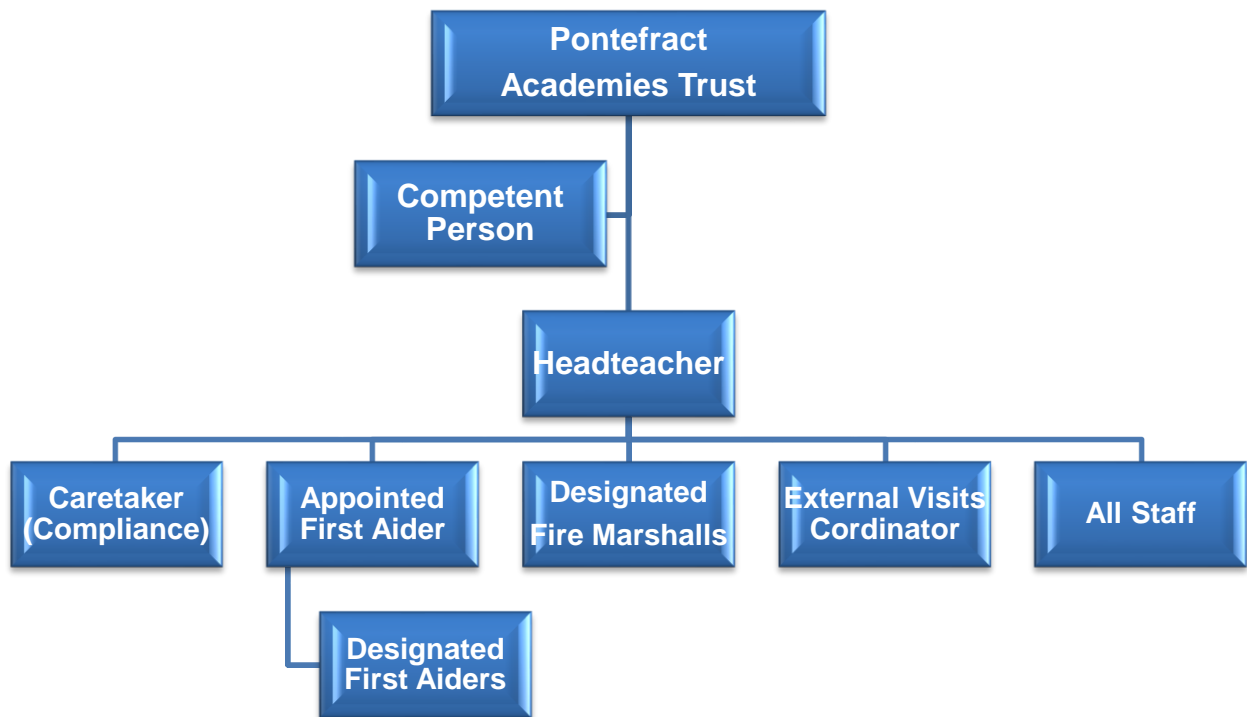 Pontefract
Academies Trust
Competent
Person
Headteacher
Caretaker
(Compliance)
Appointed
First Aider
Designated
Fire Marshalls
External Visits
Cordinator
All Staff
Designated
First Aiders